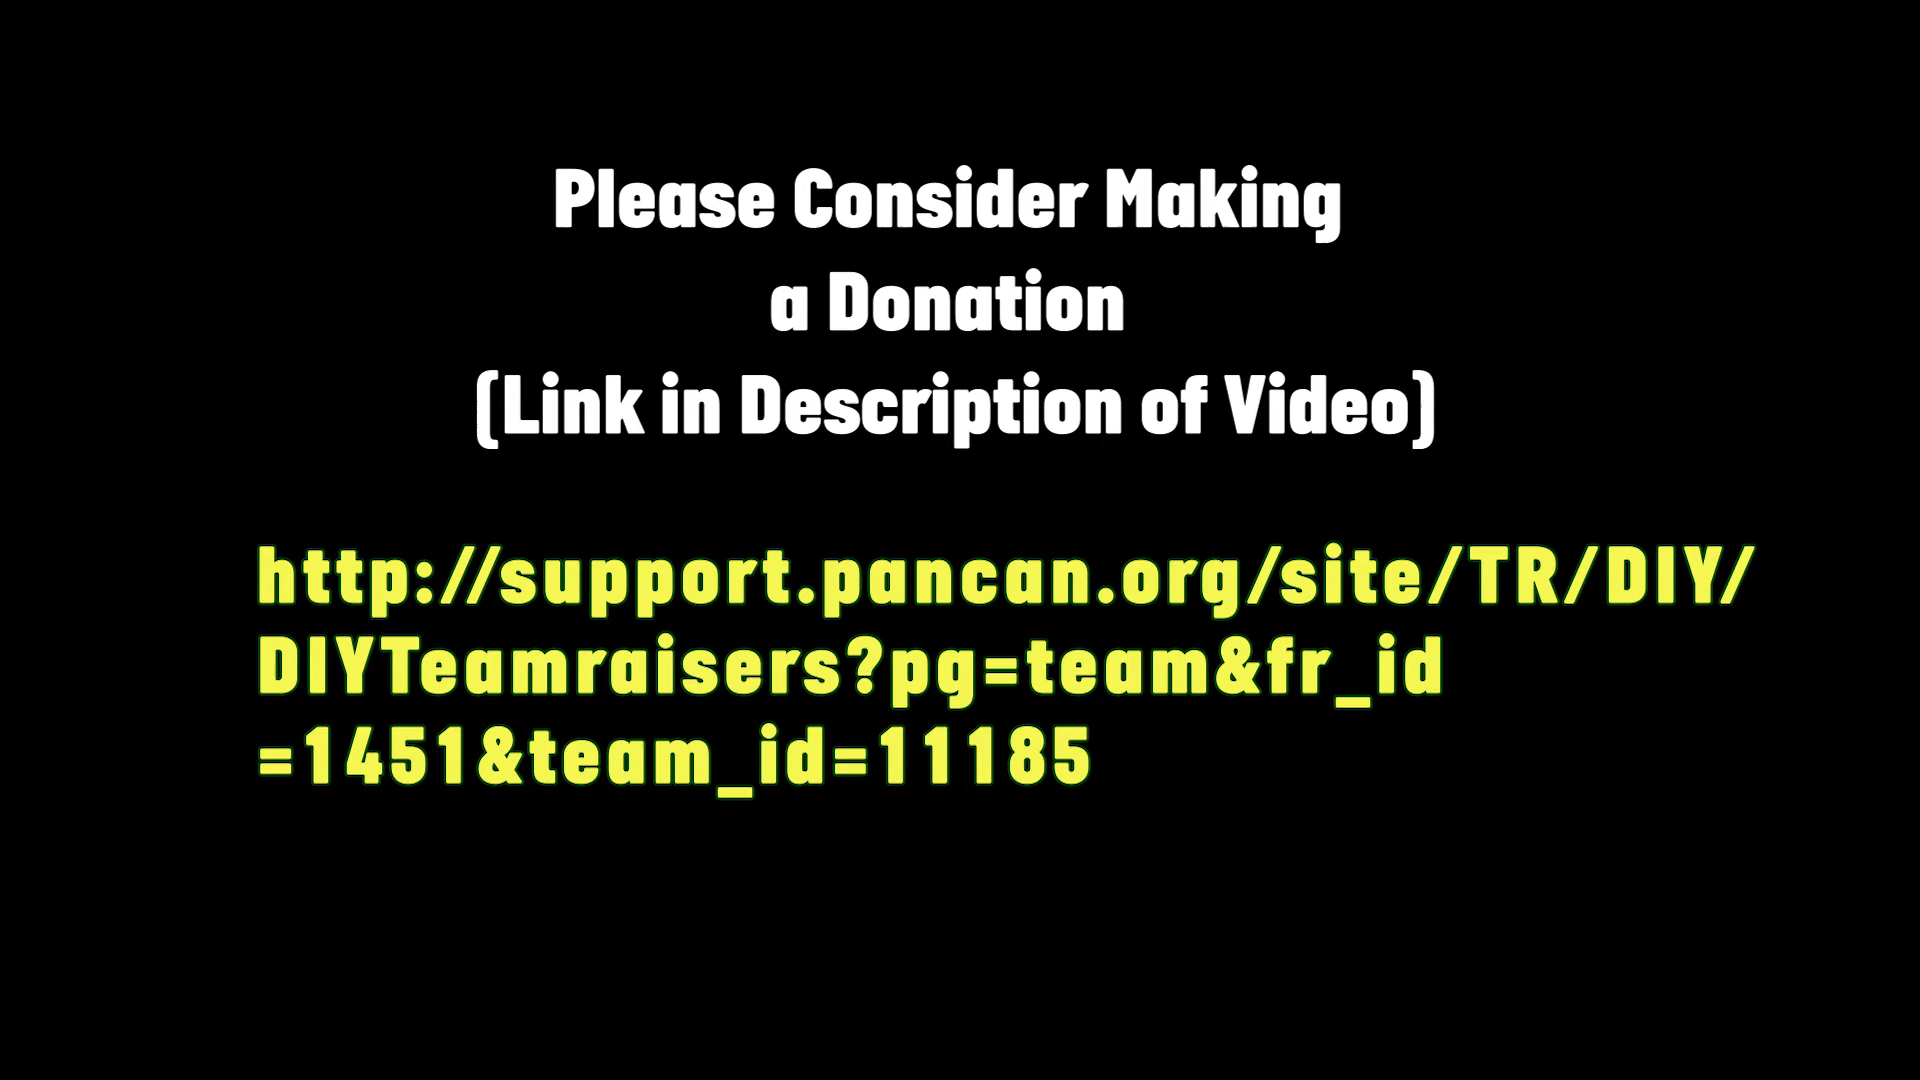 Please Consider Making
a Donation
(Link in Description of Video)
http://support.pancan.org/site/TR/DIY/
DIYTeamraisers?pg=team&fr_id
=1451&team_id=11185